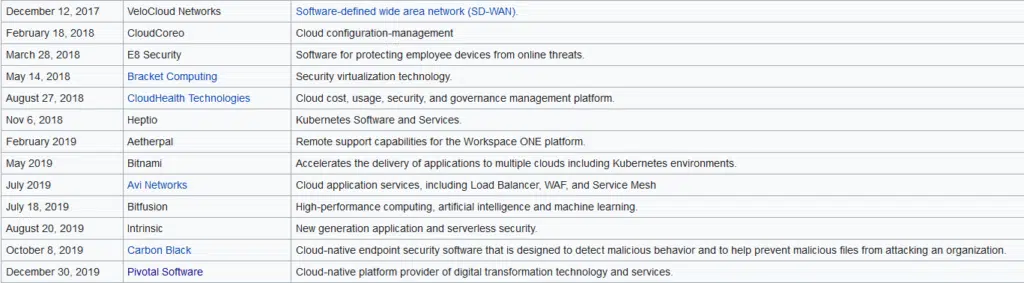 December 12, 2017 VeloCloud Networks Software-defined wide area network (SD-WAN).
February 18, 2018 CloudCoreo Cloud configuration-management
March 28, 2018 E8 Security Software for protecting employee devices from online threats.
May 14, 2018 Bracket Computing Security virtualization technology.
August 27, 2018 CloudHealth Technologies Cloud cost, usage, security, and governance management platform.
Nov 6, 2018 Heptio Kubernetes Software and Services.
February 2019 Aetherpal Remote support capabilities for the Workspace ONE platform.
May 2019 Bitnami Accelerates the delivery of applications to multiple clouds including Kubernetes environments.
July 2019 Avi Networks Cloud application services, including Load Balancer, WAF, and Service Mesh
July 18, 2019 Bitfusion High-performance computing, artificial intelligence and machine learning.
August 20, 2019 Intrinsic New generation application and serverless security.
October 8, 2019 Carbon Black Cloud-native endpoint security software that is designed to detect malicious behavior and to help prevent malicious files from attacking an organization.
December 30, 2019 Pivotal Software Cloud-native platform provider of digital transformation technology and services.